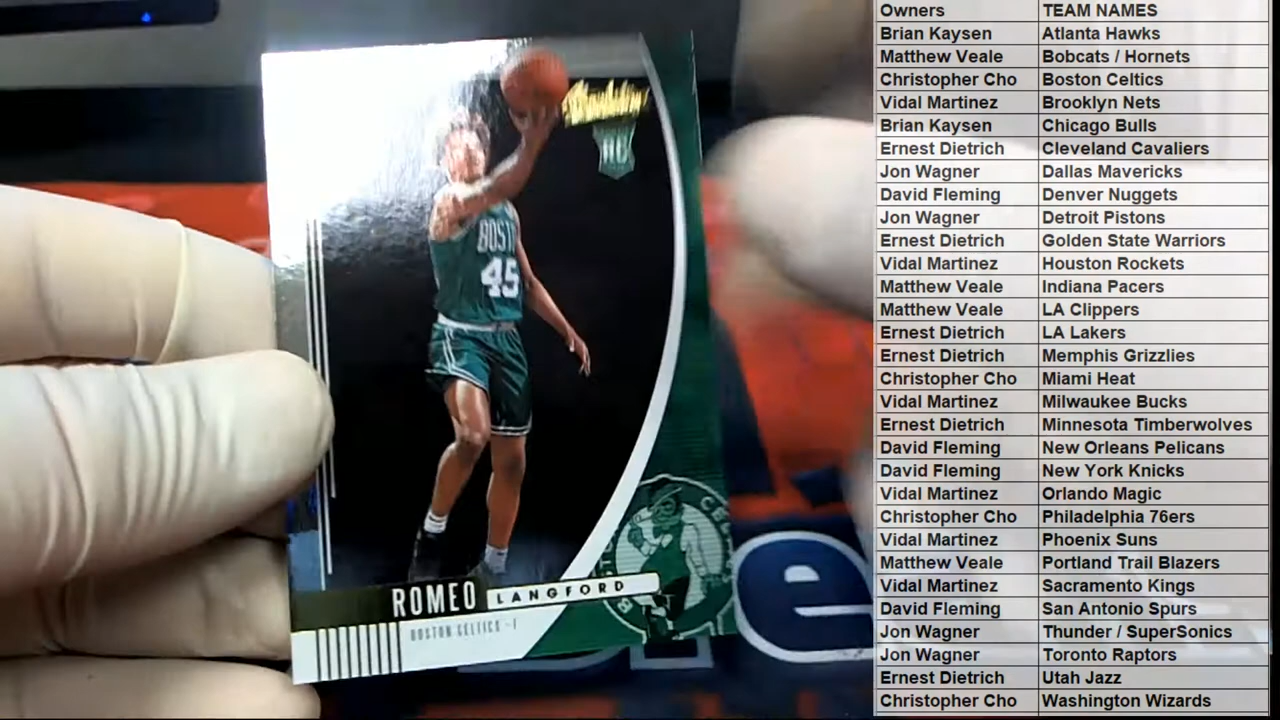 Absolute
RC
BOST
45
ROMEO LANGFORD
BOSTON CELTICS - F
e
Owners TEAM NAMES
Brian Kaysen Atlanta Hawks
Matthew Veale Bobcats / Hornets
Christopher Cho Boston Celtics
Vidal Martinez Brooklyn Nets
Brian Kaysen Chicago Bulls
Ernest Dietrich Cleveland Cavaliers
Jon Wagner Dallas Mavericks
David Fleming Denver Nuggets
Jon Wagner Detroit Pistons
Ernest Dietrich Golden State Warriors
Vidal Martinez Houston Rockets
Matthew Veale Indiana Pacers
Matthew Veale LA Clippers
Ernest Dietrich LA Lakers
Ernest Dietrich Memphis Grizzlies
Christopher Cho Miami Heat
Vidal Martinez Milwaukee Bucks
Ernest Dietrich Minnesota Timberwolves
David Fleming New Orleans Pelicans
David Fleming New York Knicks
Vidal Martinez Orlando Magic
Christopher Cho Philadelphia 76ers
Vidal Martinez Phoenix Suns
Matthew Veale Portland Trail Blazers
Vidal Martinez Sacramento Kings
David Fleming San Antonio Spurs
Jon Wagner Thunder / SuperSonics
Jon Wagner Toronto Raptors
Ernest Dietrich Utah Jazz
Christopher Cho Washington Wizards